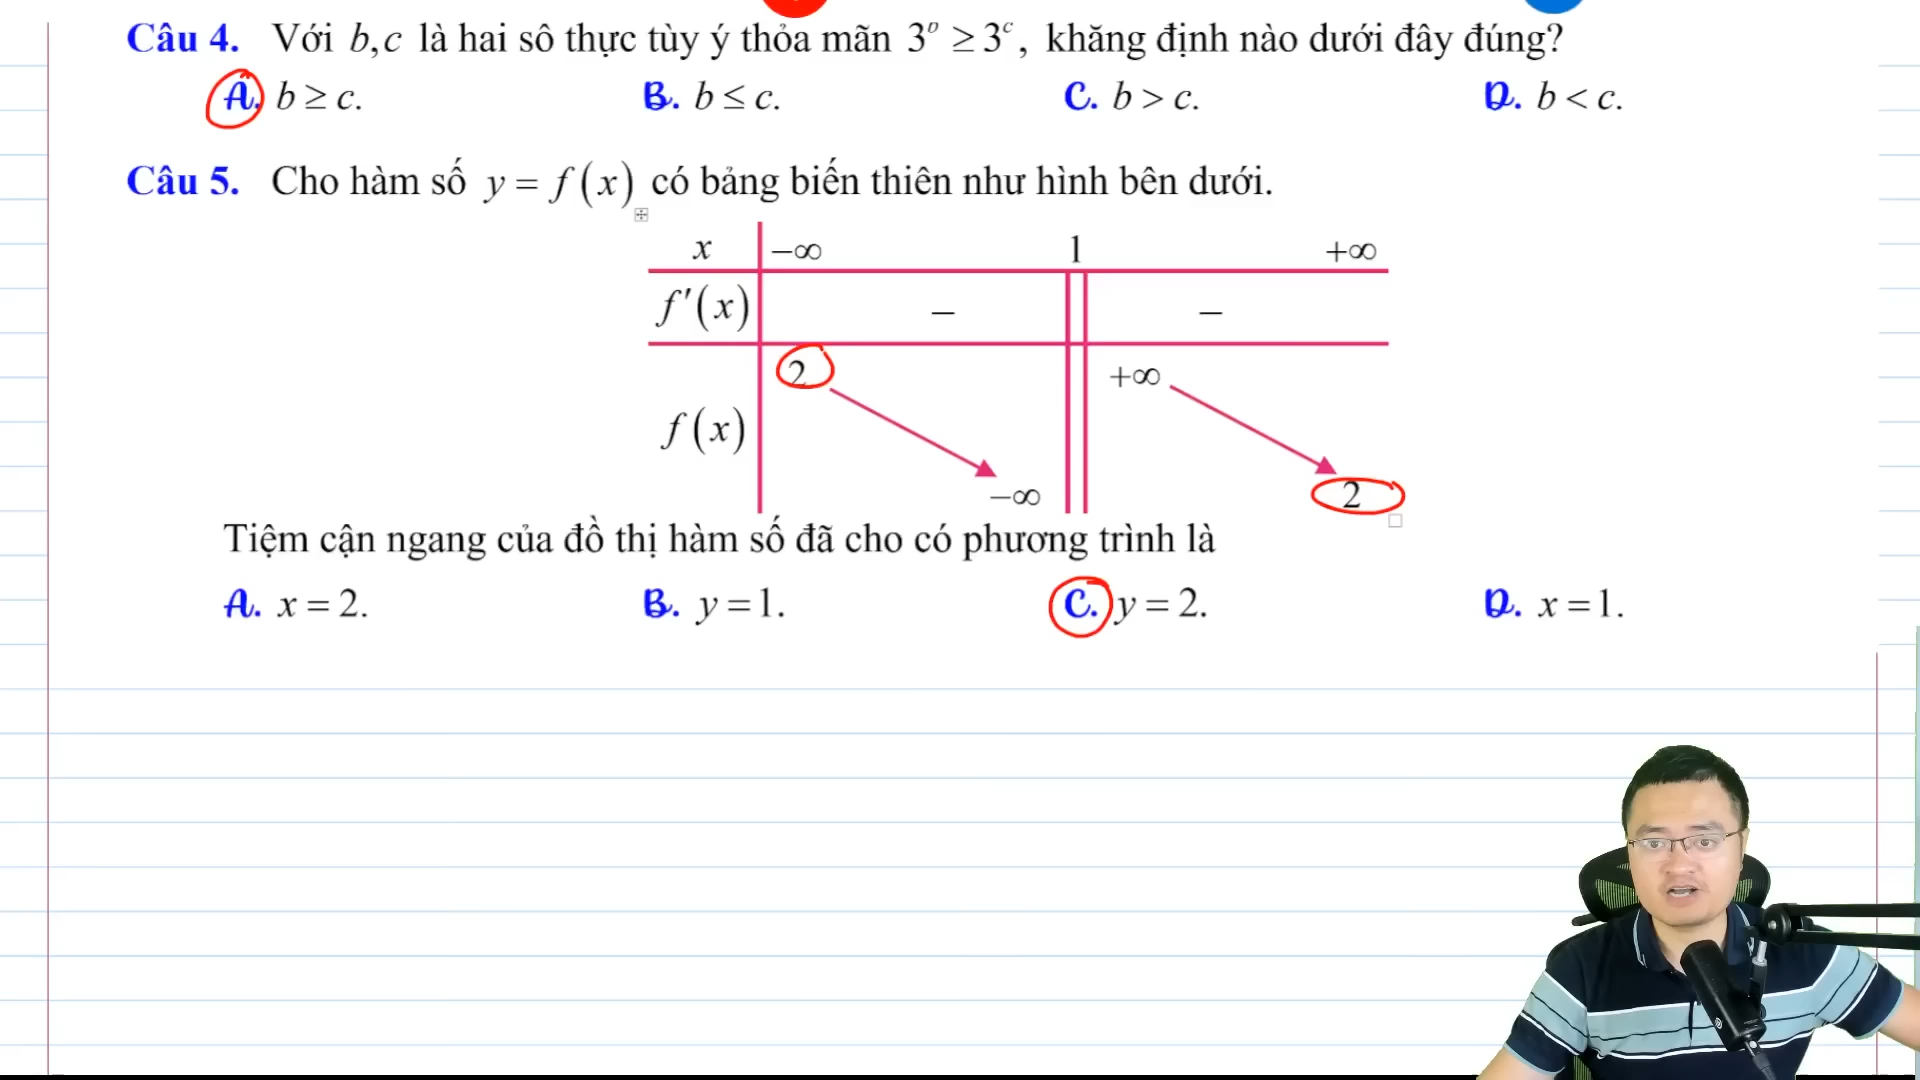 Câu 4. Với b,c là hai số thực tùy ý thỏa mãn 3ᵇ ≥ 3ᶜ, khẳng định nào dưới đây đúng?
A. b ≥ c. B. b ≤ c. C. b > c. D. b < c.
Câu 5. Cho hàm số y = f(x) có bảng biến thiên như hình bên dưới.
x −∞ 1 +∞
f′(x) − −
2 +∞
f(x)
−∞ 2
Tiệm cận ngang của đồ thị hàm số đã cho có phương trình là
A. x = 2. B. y = 1. C. y = 2. D. x = 1.